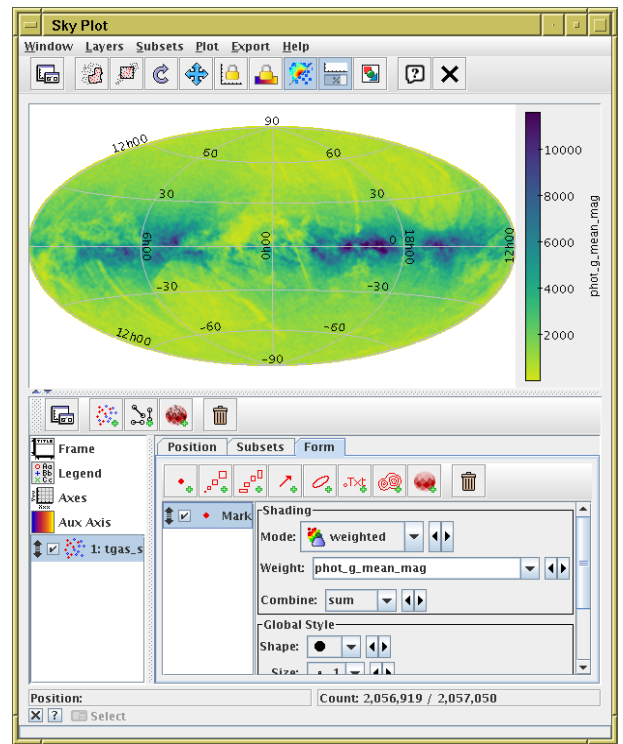 Sky Plot
Window Layers Subsets Plot Export Help
90
12h00
60 60
30 30
6h00 0h00 0 18h00 12h00
-30 -30
-60 -60
12h00
-90
10000
8000
6000
4000
2000
phot_g_mean_mag
Position Subsets Form
Frame
Legend
Axes
Aux Axis
1: tgas_s
Mark
Shading
Mode: weighted
Weight: phot_g_mean_mag
Combine: sum
Global Style
Shape:
Size: 1
Position: Count: 2,056,919 / 2,057,050
Select